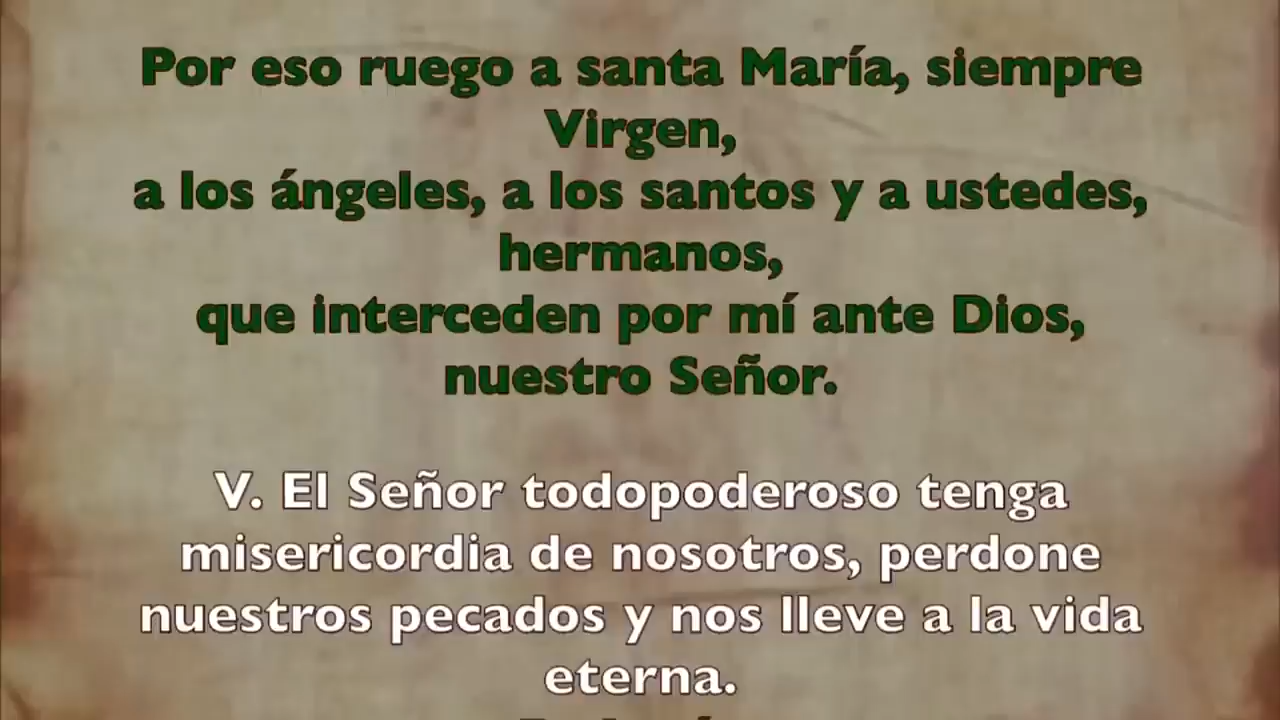 Por eso ruego a santa María, siempre
Virgen,
a los ángeles, a los santos y a ustedes,
hermanos,
que interceden por mí ante Dios,
nuestro Señor.
V. El Señor todopoderoso tenga
misericordia de nosotros, perdone
nuestros pecados y nos lleve a la vida
eterna.